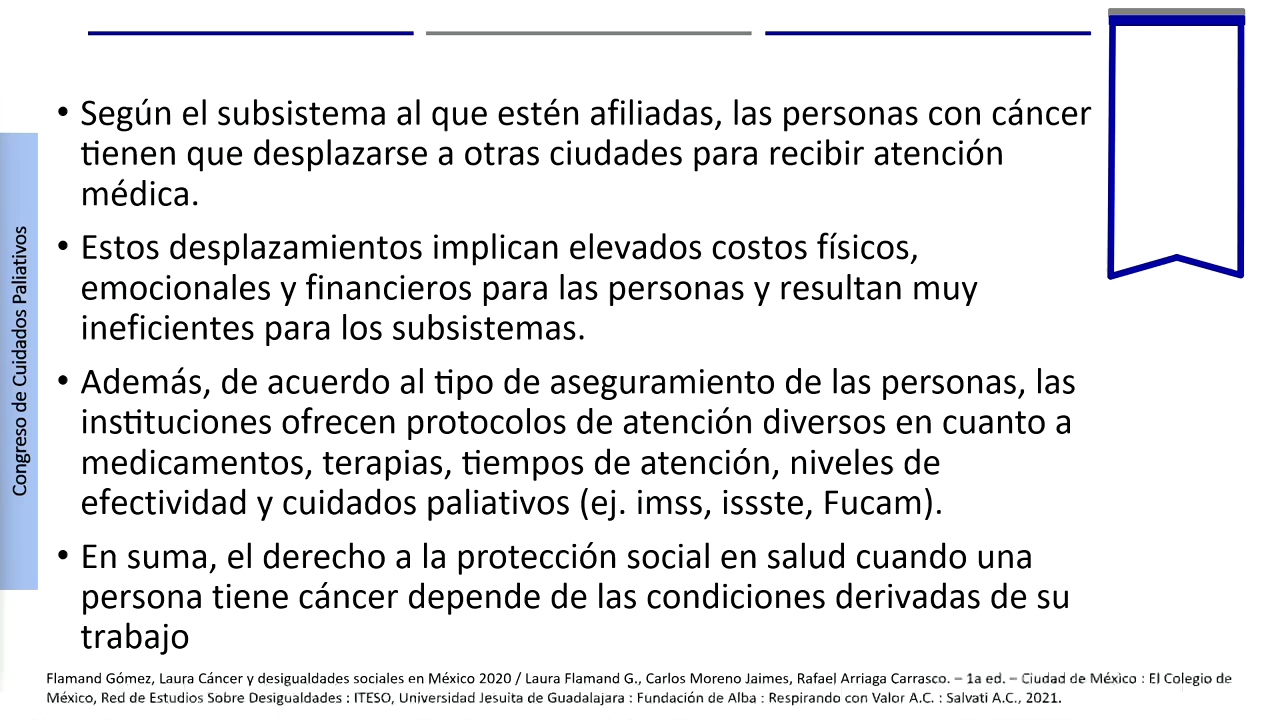 • Según el subsistema al que estén afiliadas, las personas con cáncer
tienen que desplazarse a otras ciudades para recibir atención
médica.
• Estos desplazamientos implican elevados costos físicos,
emocionales y financieros para las personas y resultan muy
ineficientes para los subsistemas.
• Además, de acuerdo al tipo de aseguramiento de las personas, las
instituciones ofrecen protocolos de atención diversos en cuanto a
medicamentos, terapias, tiempos de atención, niveles de
efectividad y cuidados paliativos (ej. imss, issste, Fucam).
• En suma, el derecho a la protección social en salud cuando una
persona tiene cáncer depende de las condiciones derivadas de su
trabajo
Congreso de Cuidados Paliativos
Flamand Gómez, Laura Cáncer y desigualdades sociales en México 2020 / Laura Flamand G., Carlos Moreno Jaimes, Rafael Arriaga Carrasco. – 1a ed. – Ciudad de México : El Colegio de
México, Red de Estudios Sobre Desigualdades : ITESO, Universidad Jesuita de Guadalajara : Fundación de Alba : Respirando con Valor A.C. : Salvati A.C., 2021.